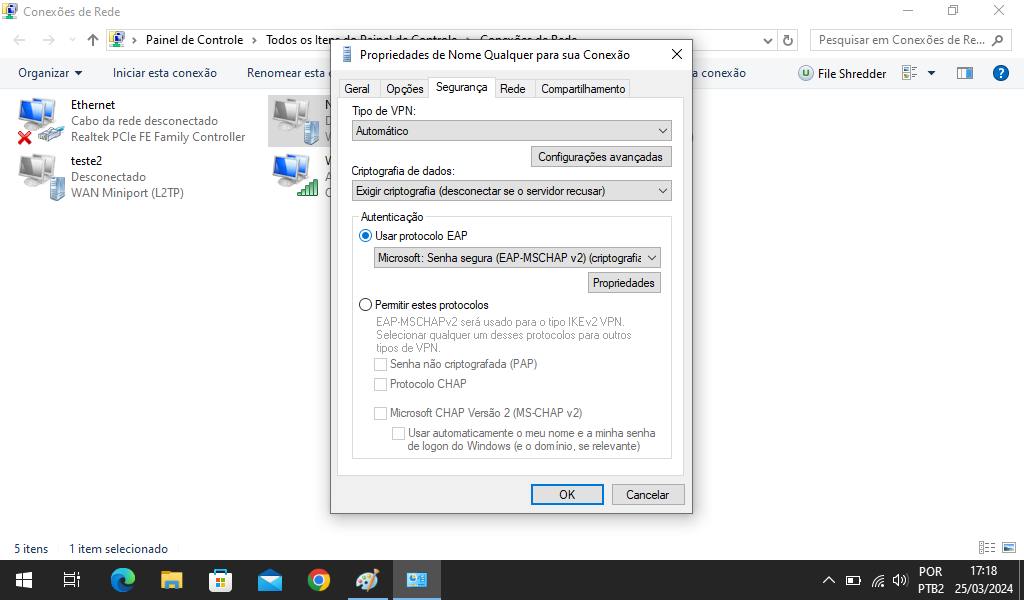 Conexões de Rede
Painel de Controle
Todos os Itens do Painel de Controle
Conexões de Rede
Pesquisar em Conexões de Re...
Organizar
Iniciar esta conexão
Renomear esta
a conexão
File Shredder
Ethernet
Cabo da rede desconectado
Realtek PCIe FE Family Controller
teste2
Desconectado
WAN Miniport (L2TP)
Propriedades de Nome Qualquer para sua Conexão
Geral
Opções
Segurança
Rede
Compartilhamento
Tipo de VPN:
Automático
Configurações avançadas
Criptografia de dados:
Exigir criptografia (desconectar se o servidor recusar)
Autenticação
Usar protocolo EAP
Microsoft: Senha segura (EAP-MSCHAP v2) (criptografia
Propriedades
Permitir estes protocolos
EAP-MSCHAPv2 será usado para o tipo IKEv2 VPN.
Selecionar qualquer um desses protocolos para outros
tipos de VPN.
Senha não criptografada (PAP)
Protocolo CHAP
Microsoft CHAP Versão 2 (MS-CHAP v2)
Usar automaticamente o meu nome e a minha senha
de logon do Windows (e o domínio, se relevante)
OK
Cancelar
5 itens
1 item selecionado
POR
PTB2
17:18
25/03/2024